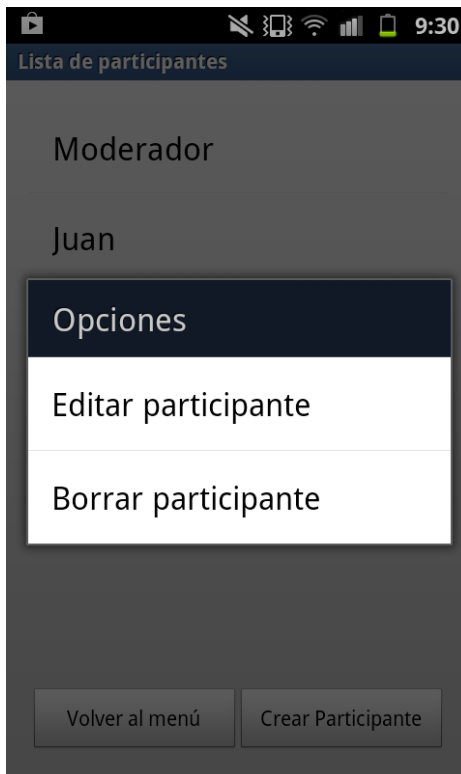 9:30
Lista de participantes
Moderador
Juan
Opciones
Editar participante
Borrar participante
Volver al menú
Crear Participante